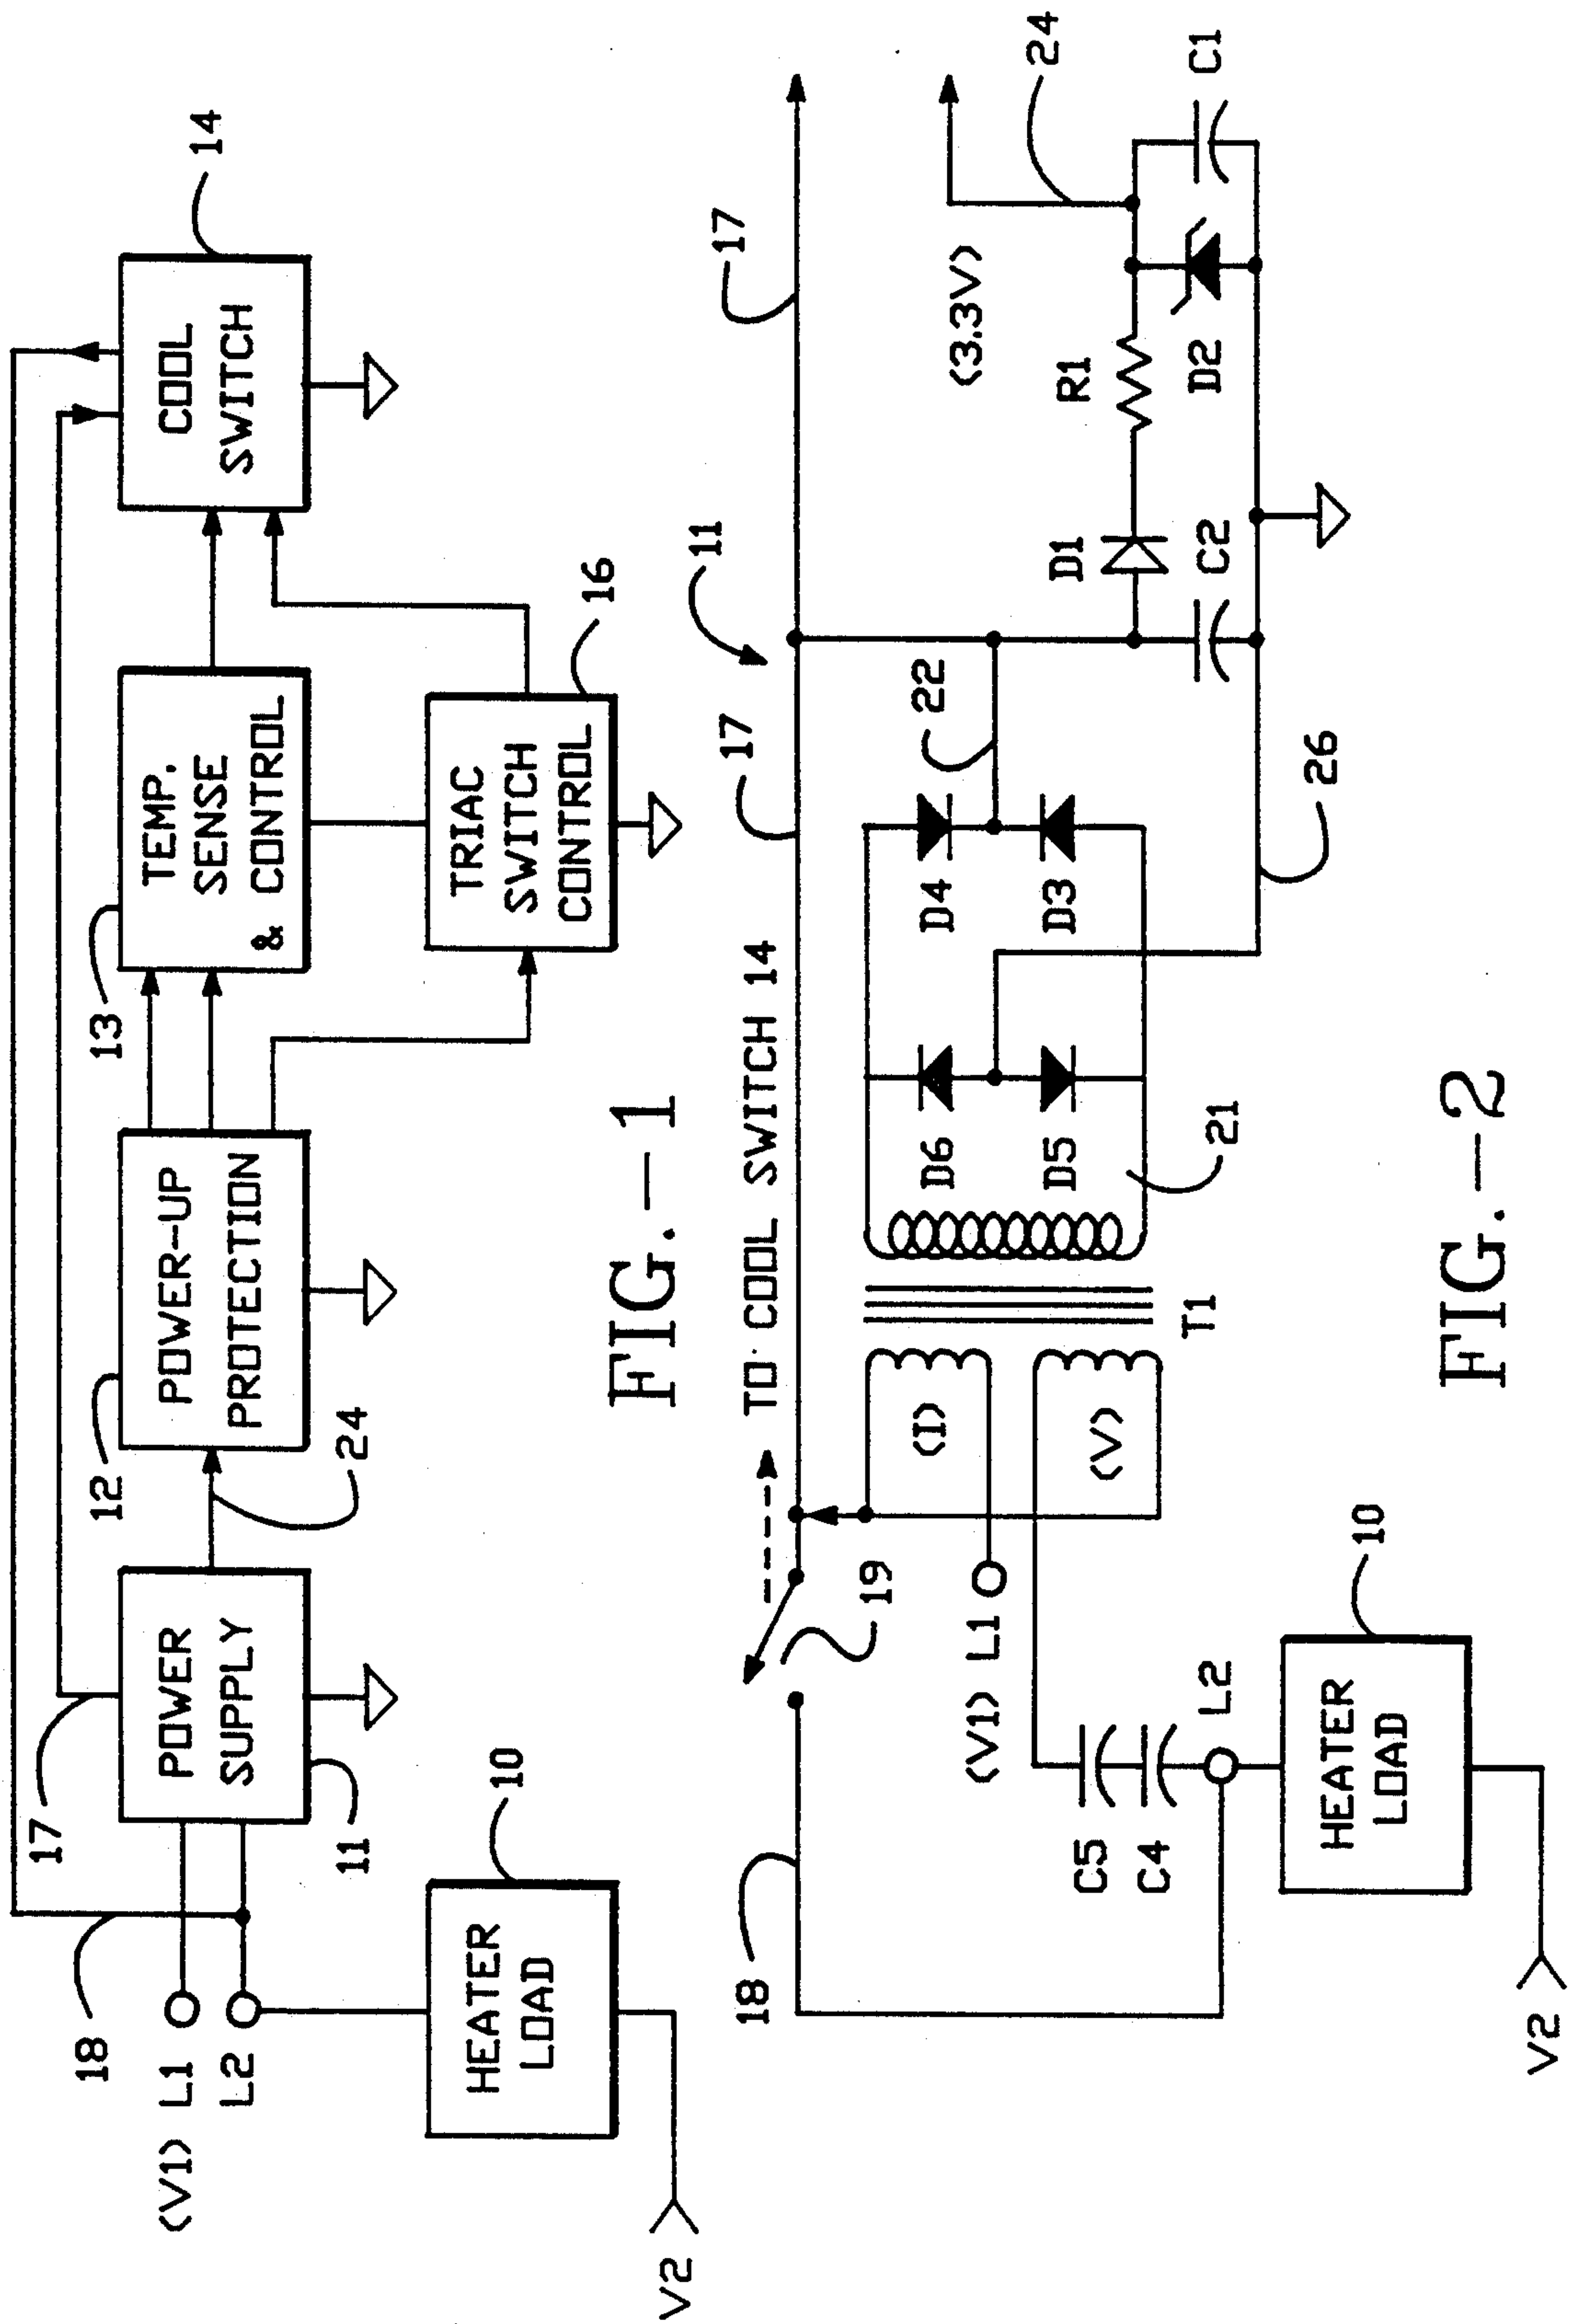 18
17
(V1) L1
L2
POWER
SUPPLY
11
24
12
POWER-UP
PROTECTION
13
TEMP.
SENSE
& CONTROL
14
COOL
SWITCH
16
TRIAC
SWITCH
CONTROL
10
HEATER
LOAD
V2
FIG.-1
18
19
TO COOL SWITCH 14
17
11
17
(V1) L1
(I)
(V)
T1
21
D6
D5
D4
D3
22
26
D1
C2
R1
D2
(3.3V)
24
C1
C5
C4
L2
10
HEATER
LOAD
V2
FIG.-2